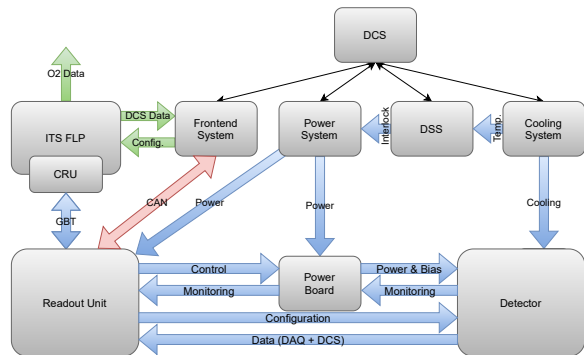 DCS
O2 Data
DCS Data
ITS FLP
Frontend
System
Power
System
Interlock
DSS
Temp.
Cooling
System
Config.
CRU
CAN
Power
Power
Cooling
GBT
Control
Power & Bias
Readout Unit
Monitoring
Power
Board
Monitoring
Detector
Configuration
Data (DAQ + DCS)